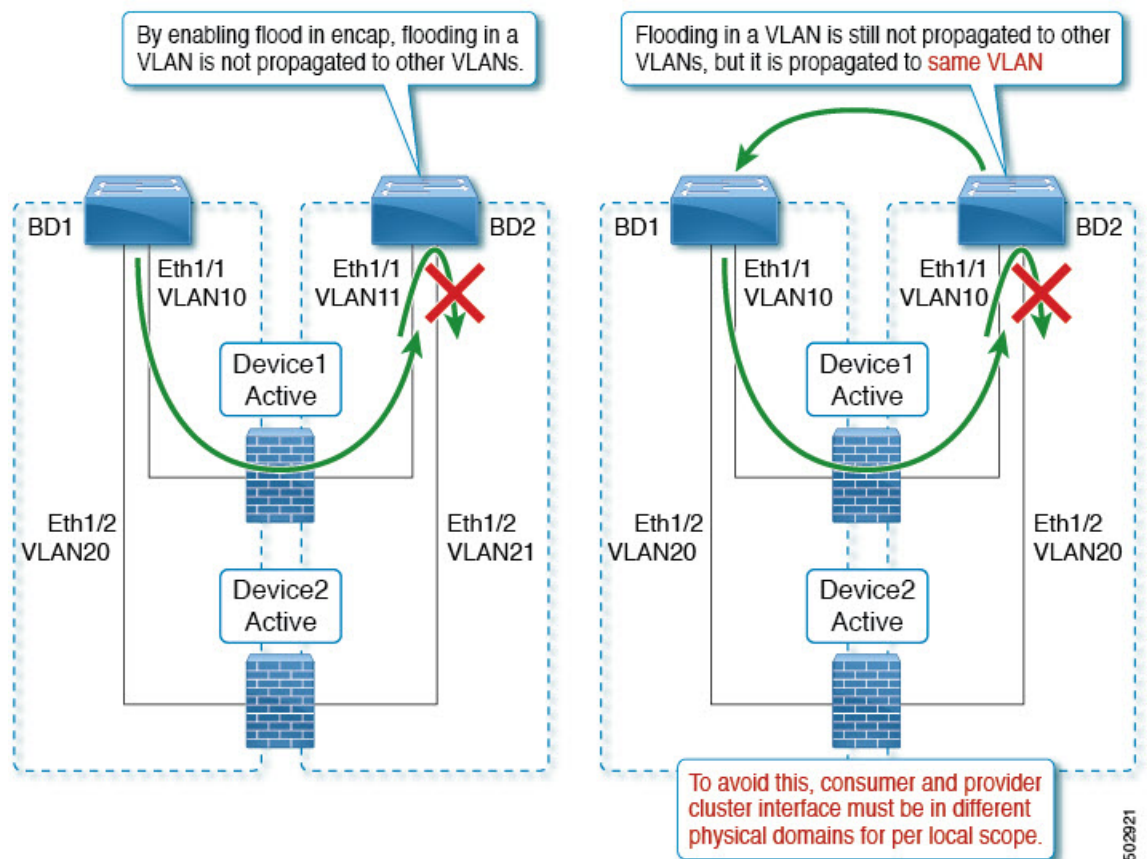 By enabling flood in encap, flooding in a
VLAN is not propagated to other VLANs.
BD1
BD2
Eth1/1
VLAN10
Eth1/1
VLAN11
Device1
Active
Eth1/2
VLAN20
Eth1/2
VLAN21
Device2
Active
Flooding in a VLAN is still not propagated to other
VLANs, but it is propagated to same VLAN
BD1
BD2
Eth1/1
VLAN10
Eth1/1
VLAN10
Device1
Active
Eth1/2
VLAN20
Eth1/2
VLAN20
Device2
Active
To avoid this, consumer and provider
cluster interface must be in different
physical domains for per local scope.
502921